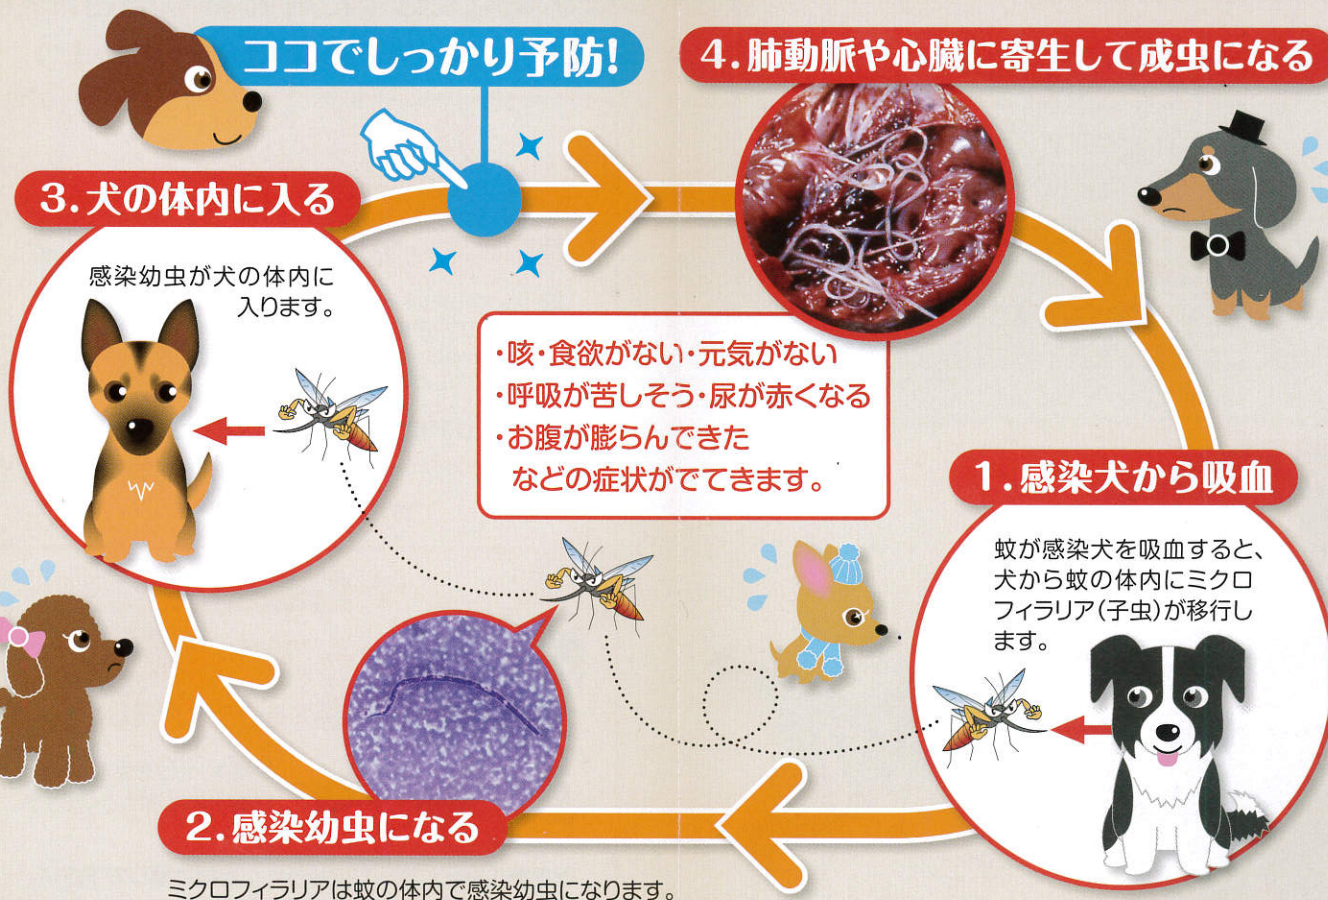 ココでしっかり予防!
4.肺動脈や心臓に寄生して成虫になる
3.犬の体内に入る
感染幼虫が犬の体内に
入ります。
・咳・食欲がない・元気がない
・呼吸が苦しそう・尿が赤くなる
・お腹が膨らんできた
などの症状がでてきます。
1.感染犬から吸血
蚊が感染犬を吸血すると、
犬から蚊の体内にミクロ
フィラリア(子虫)が移行し
ます。
2.感染幼虫になる
ミクロフィラリアは蚊の体内で感染幼虫になります。